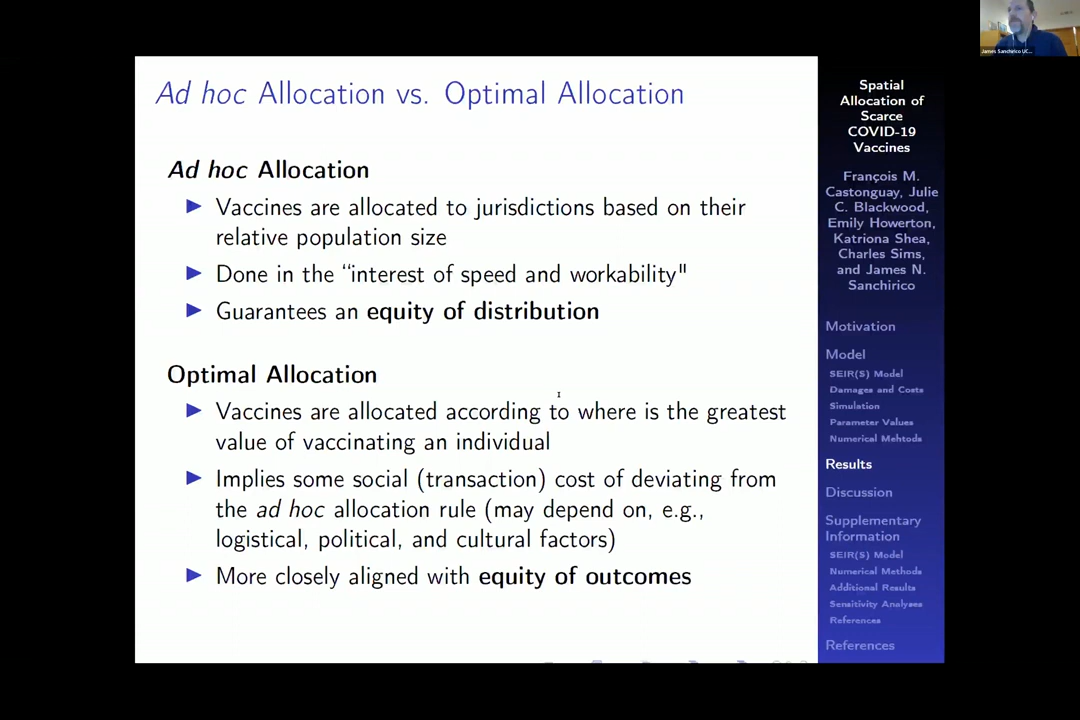 James Sanchirico UC...
Ad hoc Allocation vs. Optimal Allocation
Ad hoc Allocation
Vaccines are allocated to jurisdictions based on their
relative population size
Done in the “interest of speed and workability"
Guarantees an equity of distribution
Optimal Allocation
Vaccines are allocated according to where is the greatest
value of vaccinating an individual
Implies some social (transaction) cost of deviating from
the ad hoc allocation rule (may depend on, e.g.,
logistical, political, and cultural factors)
More closely aligned with equity of outcomes
Spatial
Allocation of
Scarce
COVID-19
Vaccines
François M.
Castonguay, Julie
C. Blackwood,
Emily Howerton,
Katriona Shea,
Charles Sims,
and James N.
Sanchirico
Motivation
Model
SEIR(S) Model
Damages and Costs
Simulation
Parameter Values
Numerical Mehtods
Results
Discussion
Supplementary
Information
SEIR(S) Model
Numerical Methods
Additional Results
Sensitivity Analyses
References
References